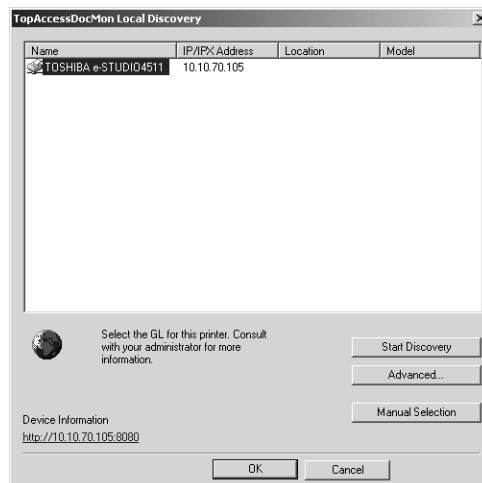 TopAccessDocMon Local Discovery
Name IP/IPX Address Location Model
TOSHIBA e-STUDIO4511 10.10.70.105
Select the GL for this printer. Consult
with your administrator for more
information.
Start Discovery
Advanced...
Manual Selection
Device Information
http://10.10.70.105:8080
OK Cancel